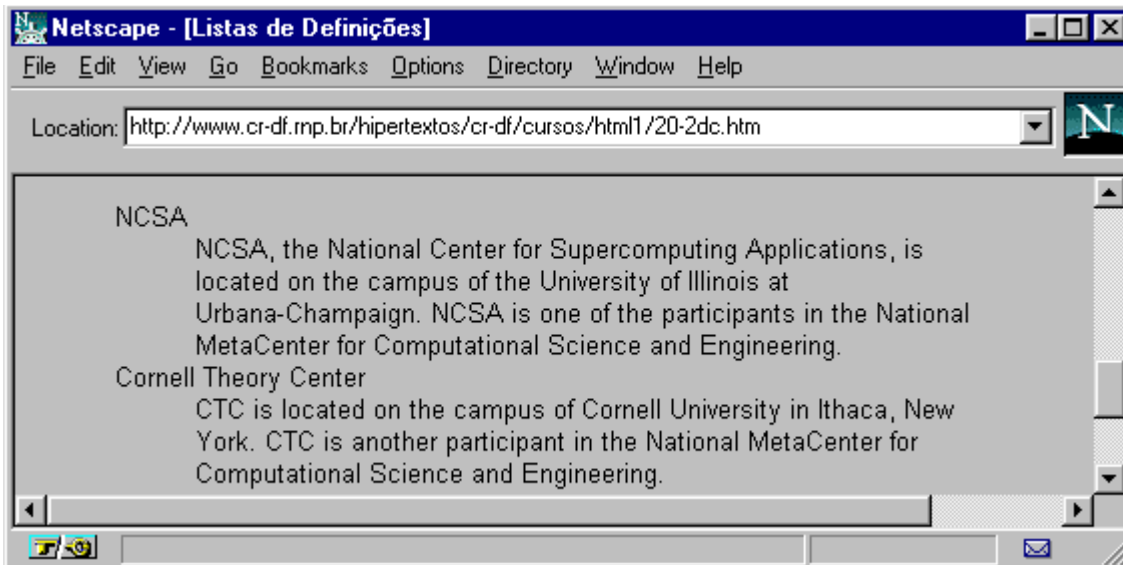 Netscape - [Listas de Definições]
File Edit View Go Bookmarks Options Directory Window Help
Location: http://www.cr-df.rnp.br/hipertextos/cr-df/cursos/html1/20-2dc.htm
N
NCSA
NCSA, the National Center for Supercomputing Applications, is
located on the campus of the University of Illinois at
Urbana-Champaign. NCSA is one of the participants in the National
MetaCenter for Computational Science and Engineering.
Cornell Theory Center
CTC is located on the campus of Cornell University in Ithaca, New
York. CTC is another participant in the National MetaCenter for
Computational Science and Engineering.